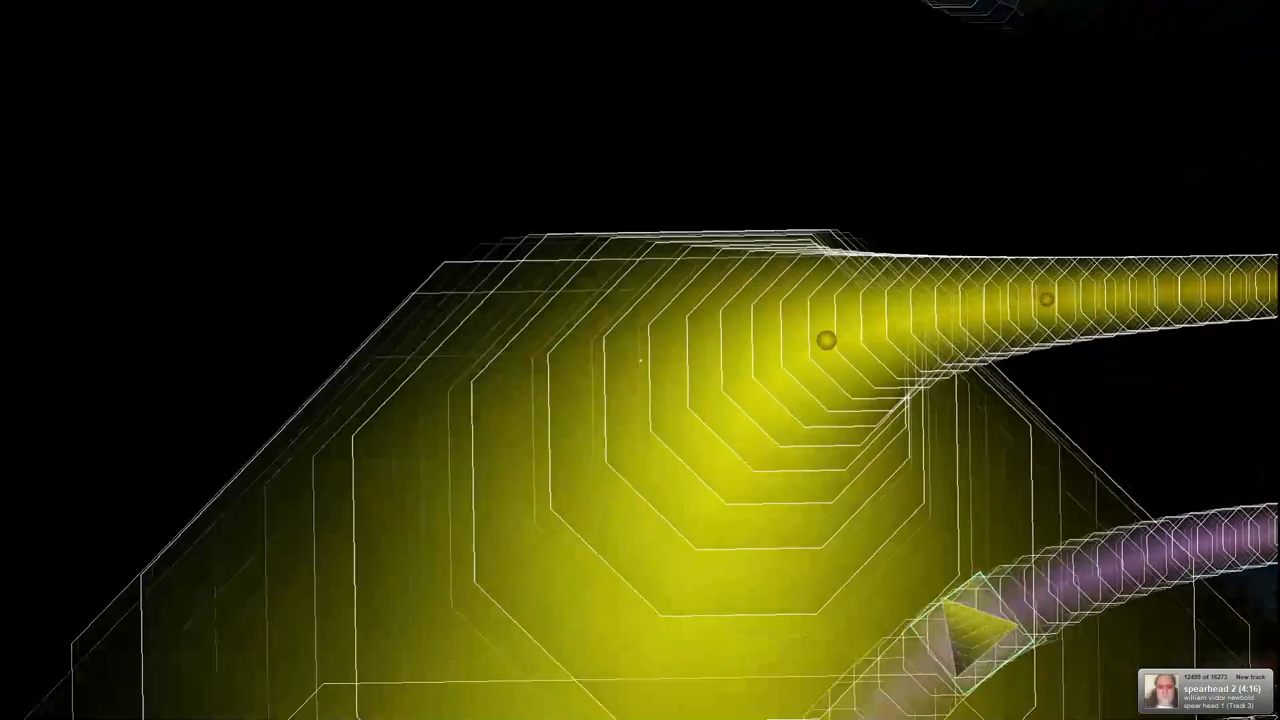 12499 of 16273 New track
spearhead 2 (4:16)
william victor newbold
spear head 1 (Track 3)